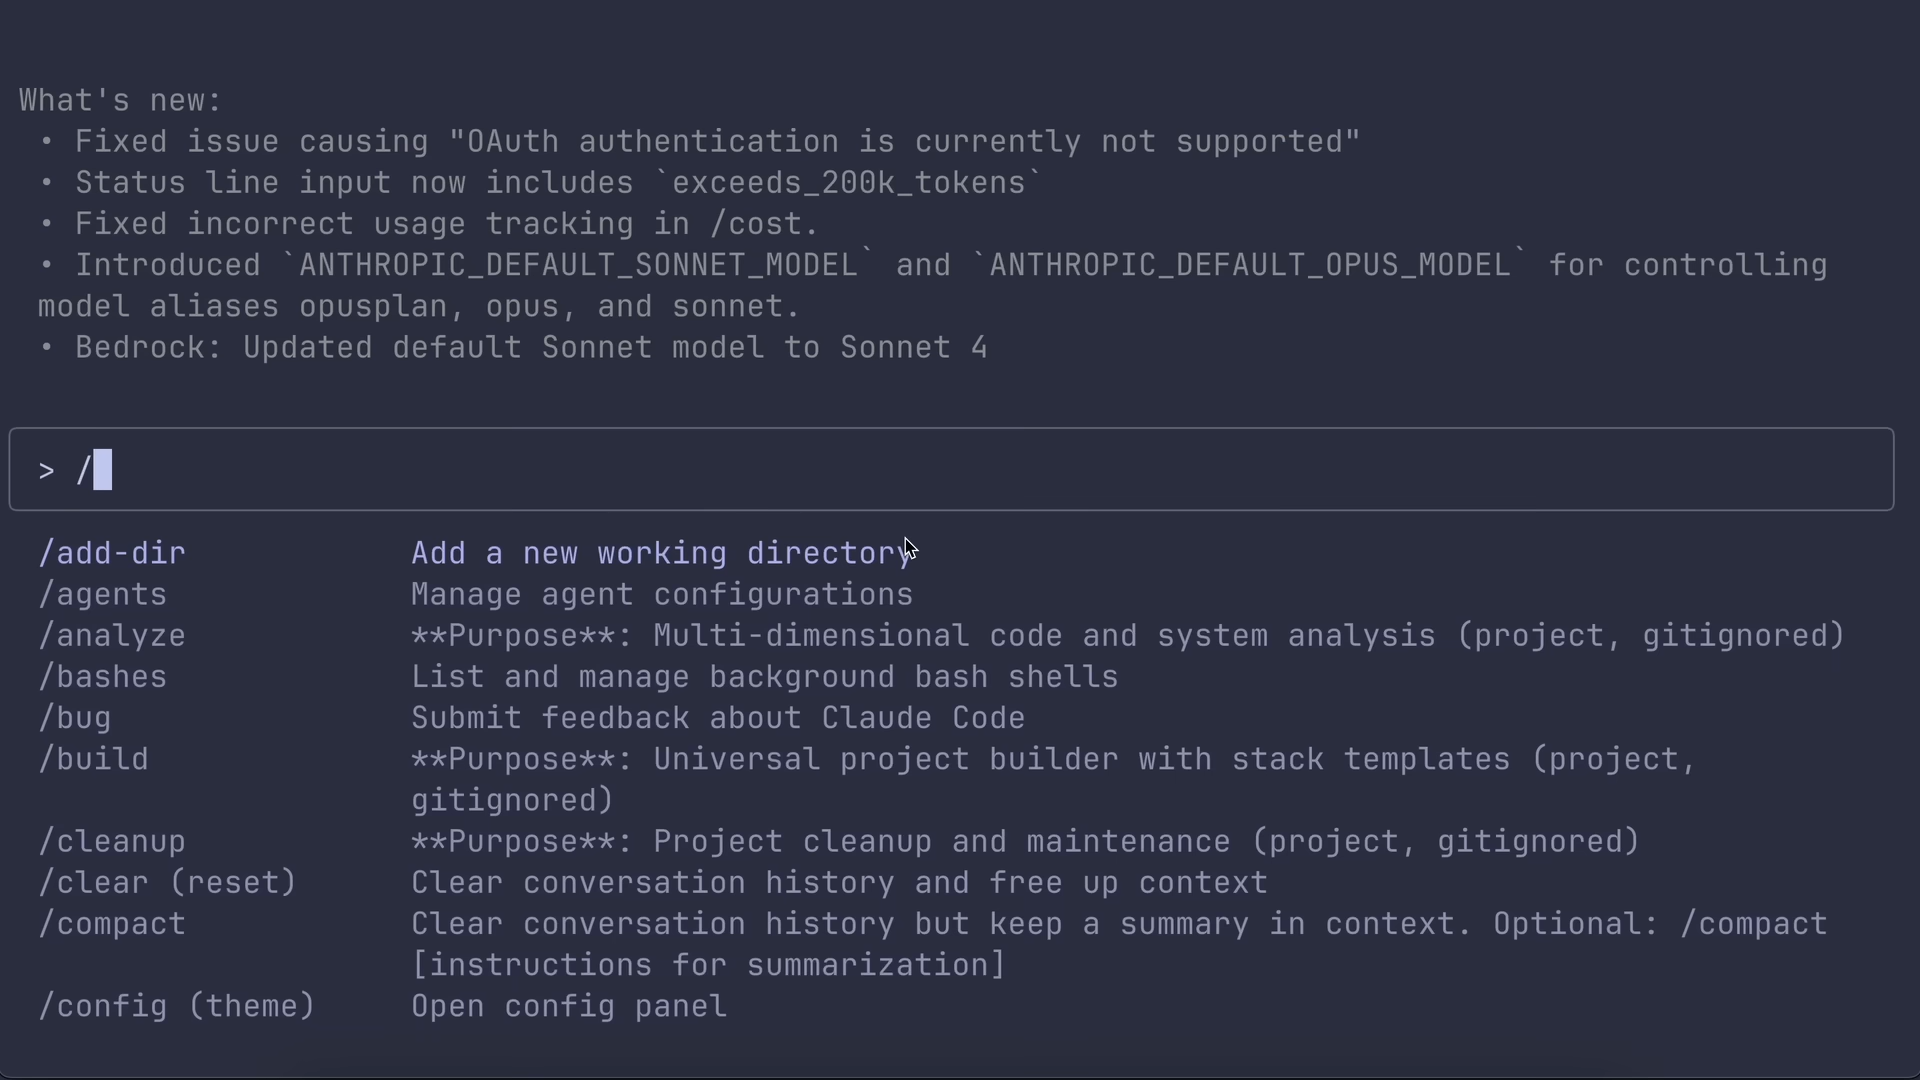 What's new:
• Fixed issue causing "OAuth authentication is currently not supported"
• Status line input now includes `exceeds_200k_tokens`
• Fixed incorrect usage tracking in /cost.
• Introduced `ANTHROPIC_DEFAULT_SONNET_MODEL` and `ANTHROPIC_DEFAULT_OPUS_MODEL` for controlling
model aliases opusplan, opus, and sonnet.
• Bedrock: Updated default Sonnet model to Sonnet 4
> /
/add-dir Add a new working directory
/agents Manage agent configurations
/analyze **Purpose**: Multi-dimensional code and system analysis (project, gitignored)
/bashes List and manage background bash shells
/bug Submit feedback about Claude Code
/build **Purpose**: Universal project builder with stack templates (project,
gitignored)
/cleanup **Purpose**: Project cleanup and maintenance (project, gitignored)
/clear (reset) Clear conversation history and free up context
/compact Clear conversation history but keep a summary in context. Optional: /compact
[instructions for summarization]
/config (theme) Open config panel